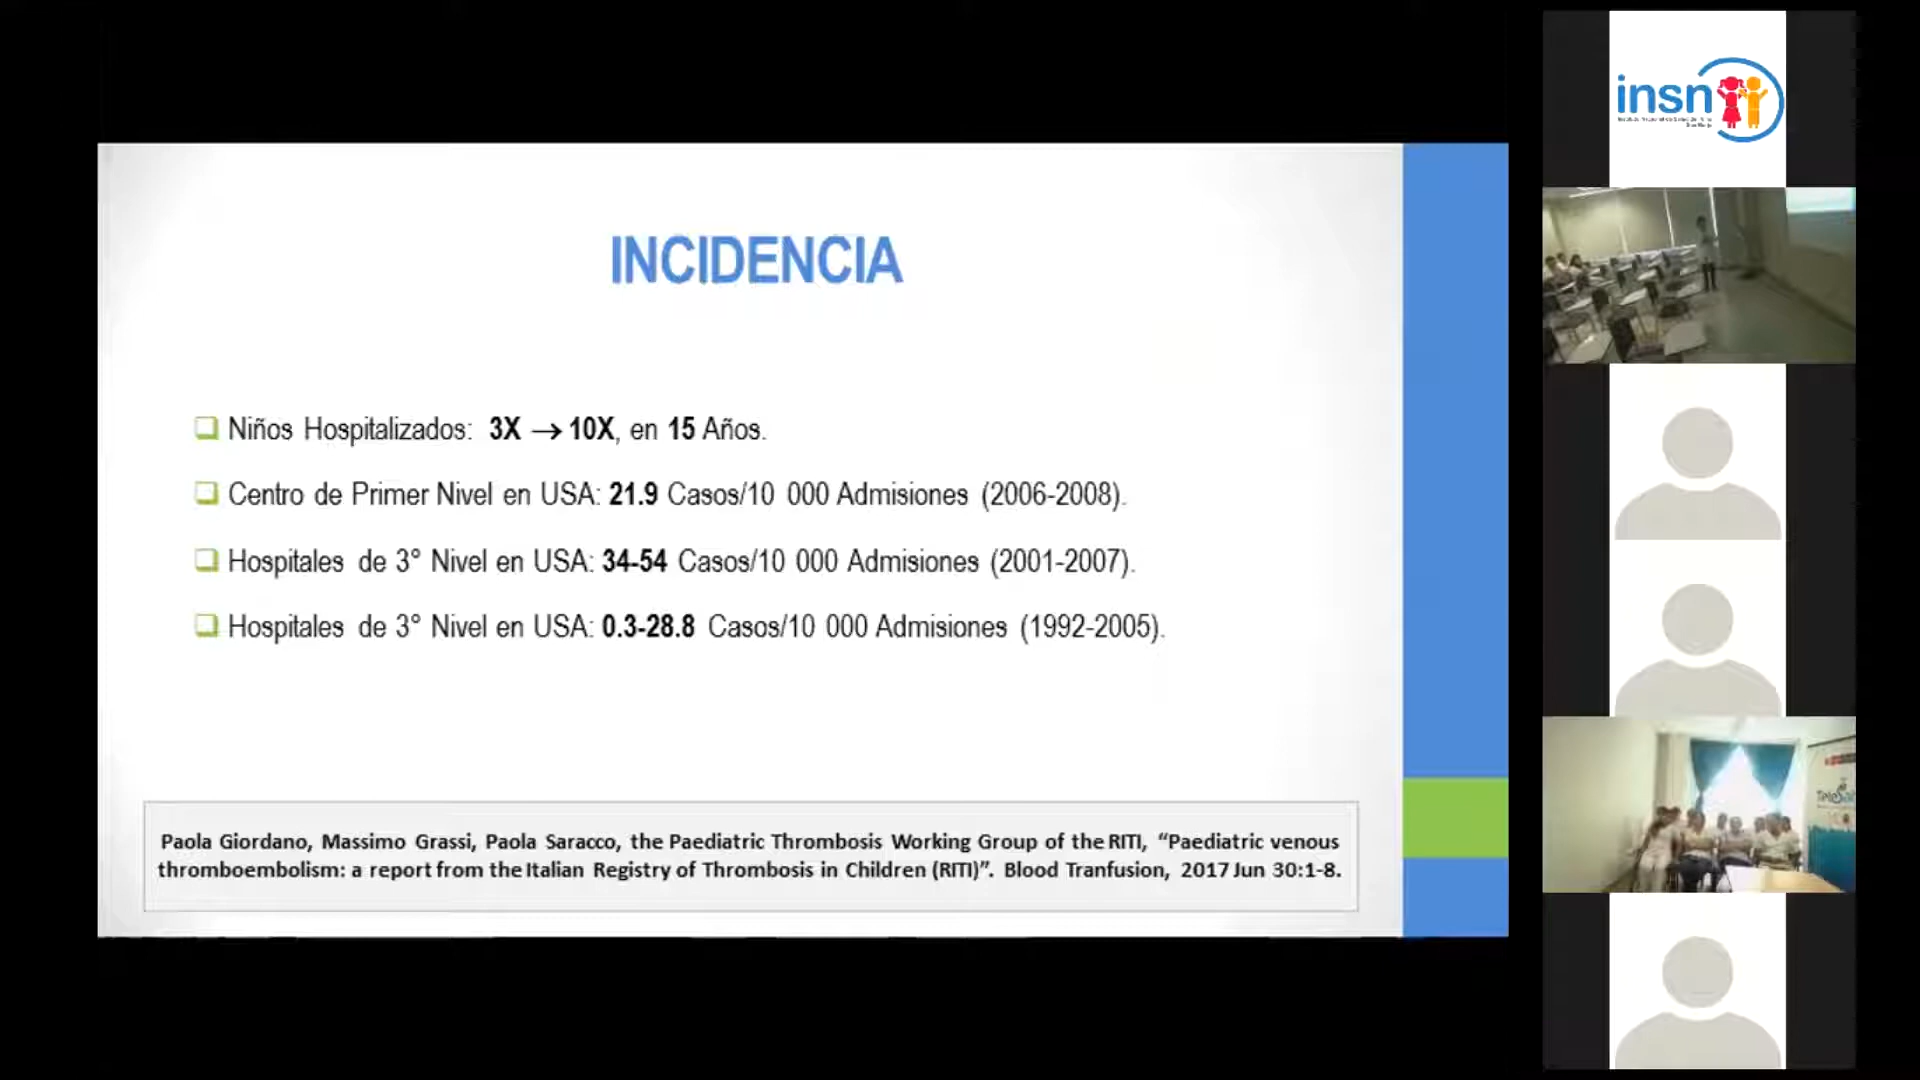 INCIDENCIA
Niños Hospitalizados: 3X → 10X, en 15 Años.
Centro de Primer Nivel en USA: 21.9 Casos/10 000 Admisiones (2006-2008).
Hospitales de 3° Nivel en USA: 34-54 Casos/10 000 Admisiones (2001-2007).
Hospitales de 3° Nivel en USA: 0.3-28.8 Casos/10 000 Admisiones (1992-2005).
Paola Giordano, Massimo Grassi, Paola Saracco, the Paediatric Thrombosis Working Group of the RITI, “Paediatric venous
thromboembolism: a report from the Italian Registry of Thrombosis in Children (RITI)”. Blood Tranfusion, 2017 Jun 30:1-8.
insn